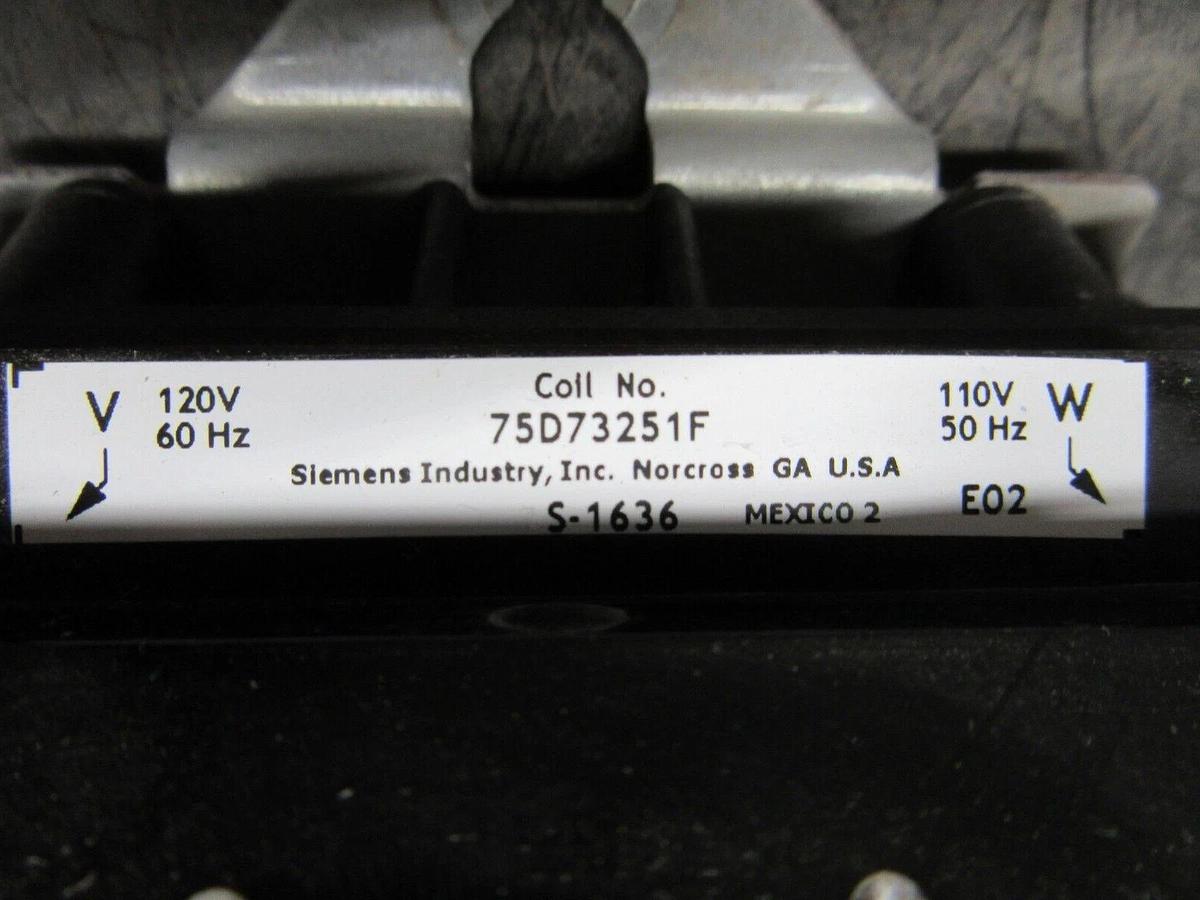 V 120V Coil No. 110V W
60 Hz 75D73251F 50 Hz
Siemens Industry, Inc. Norcross GA U.S.A
S-1636 MEXICO 2 E02